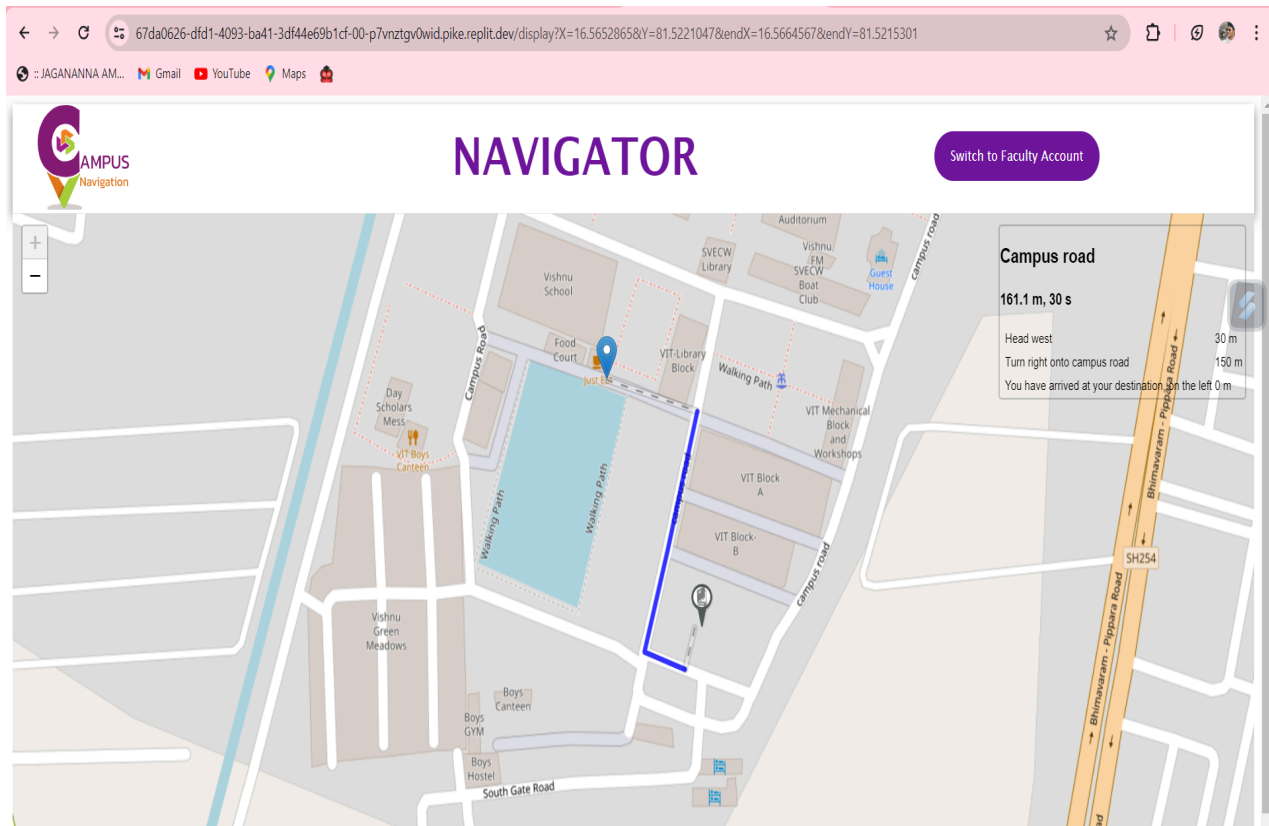 67da0626-dfd1-4093-ba41-3df44e69b1cf-00-p7vnztgv0wid.pike.replit.dev/display?X=16.56528658&Y=81.5221047&endX=16.5664567&endY=81.5215301
:: JAGANANNA AM...
Gmail
YouTube
Maps
CAMPUS
Navigation
NAVIGATOR
Switch to Faculty Account
+
−
Campus road
161.1 m, 30 s
Head west 30 m
Turn right onto campus road 150 m
You have arrived at your destination, on the left 0 m
Auditorium
campus road
SVECW
Library
Vishnu
FM
SVECW
Boat
Club
Guest
House
Vishnu
School
Campus Road
Food
Court
Just Eat
VIT-Library
Block
Walking Path
Day
Scholars
Mess
VIT Boys
Canteen
VIT Mechanical
Block
and
Workshops
campus road
VIT Block
A
VIT Block-
B
Walking Path
Walking Path
campus road
Vishnu
Green
Meadows
Boys
Canteen
Boys
GYM
Boys
Hostel
South Gate Road
Bhimavaram - Pippara Road
SH254
Bhimavaram - Pippara Road